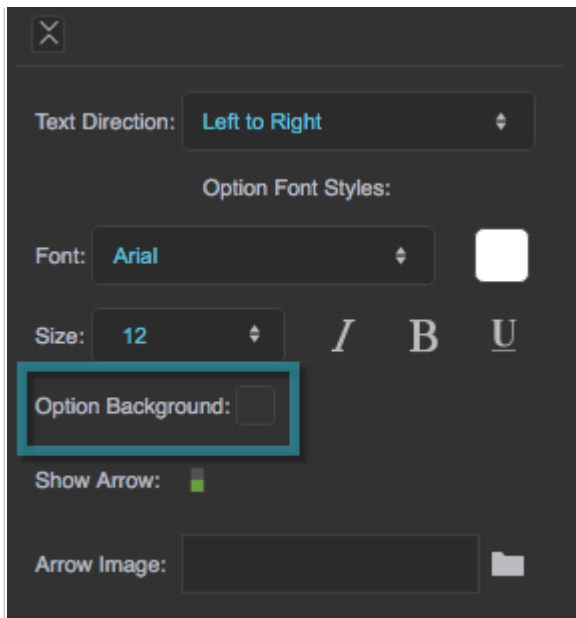 Text Direction: Left to Right
Option Font Styles:
Font: Arial
Size: 12 I B U
Option Background:
Show Arrow:
Arrow Image: